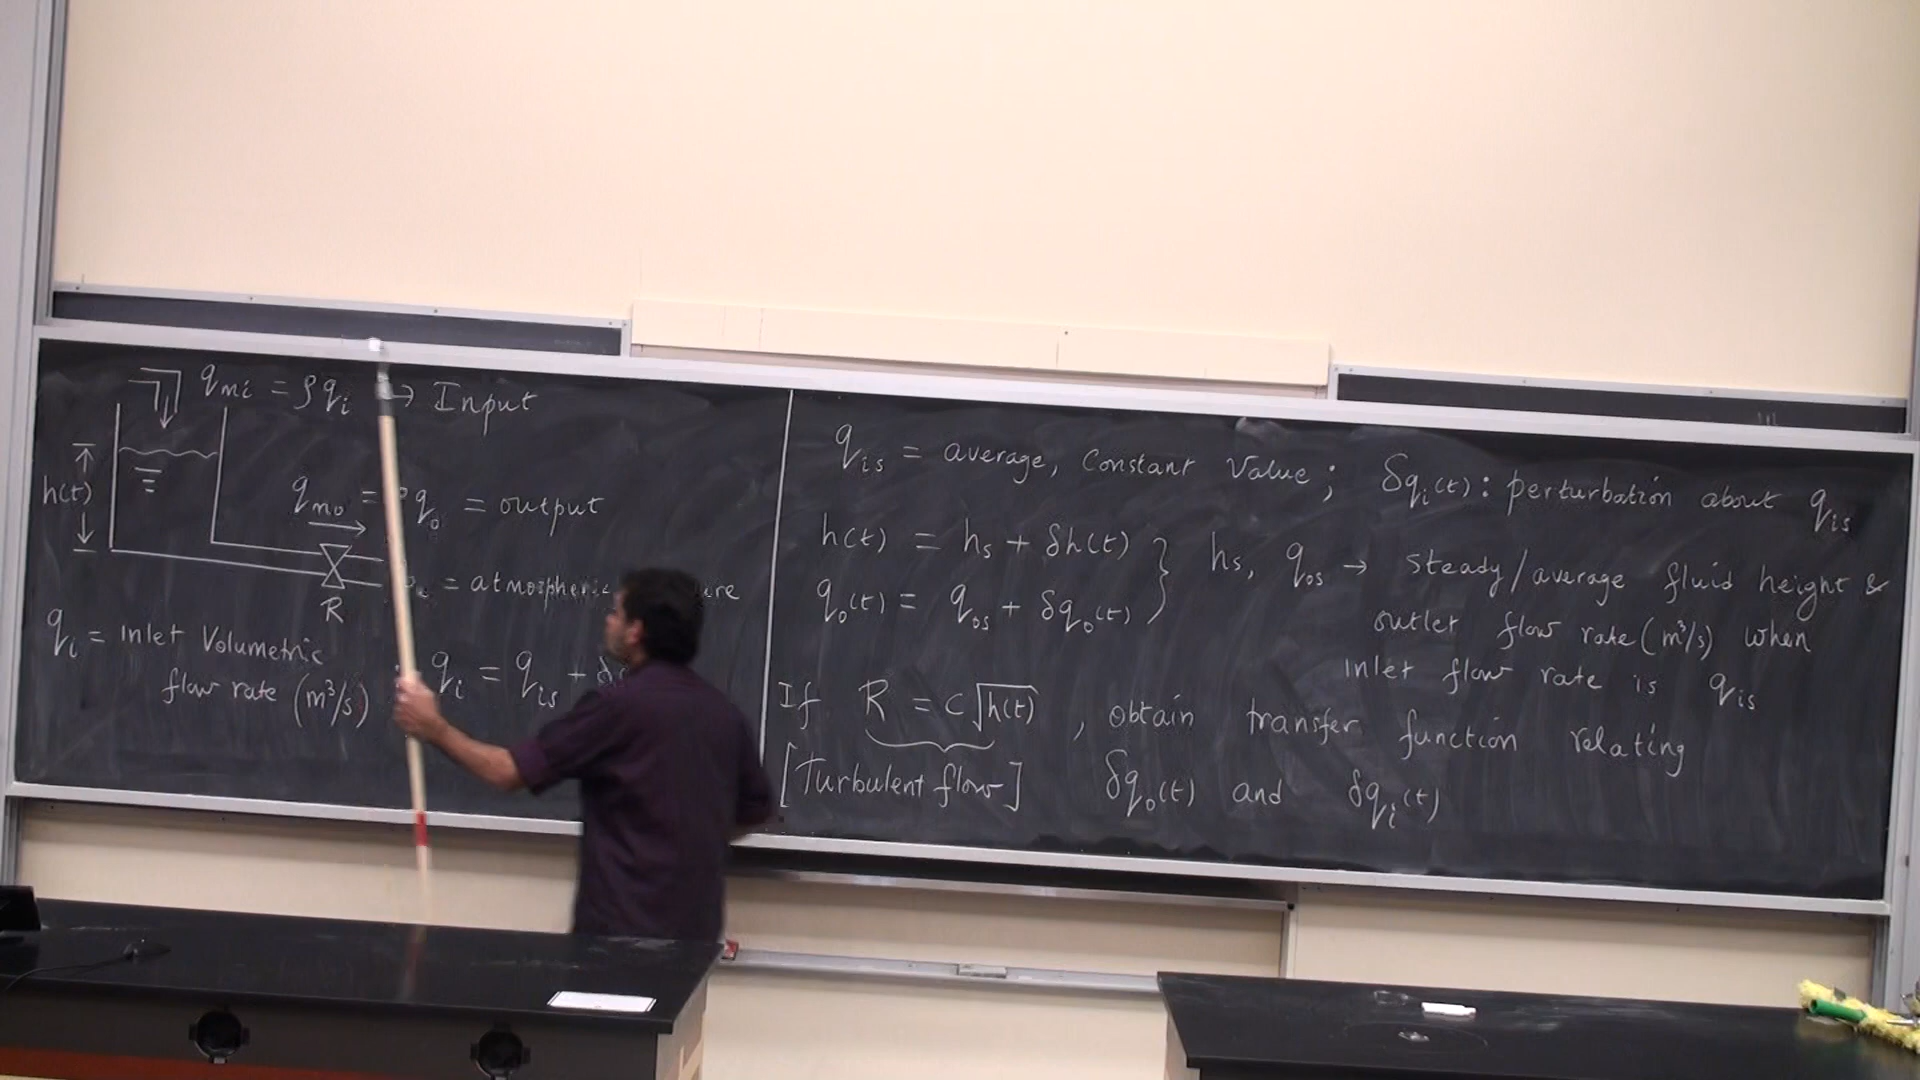 q_mi = ρq_i → Input
h(t)
q_mo = ρq_o = output
= atmospheric
R
q_i = Inlet Volumetric
flow rate (m³/s) ; q_i = q_is + δ
q_is = average, Constant Value ; δq_i(t) : perturbation about q_is
h(t) = h_s + δh(t) } h_s, q_os → steady/average fluid height &
q_o(t) = q_os + δq_o(t) outlet flow rate (m³/s) when
inlet flow rate is q_is
If R = C√h(t) , obtain transfer function relating
[Turbulent flow] δq_o(t) and δq_i(t)